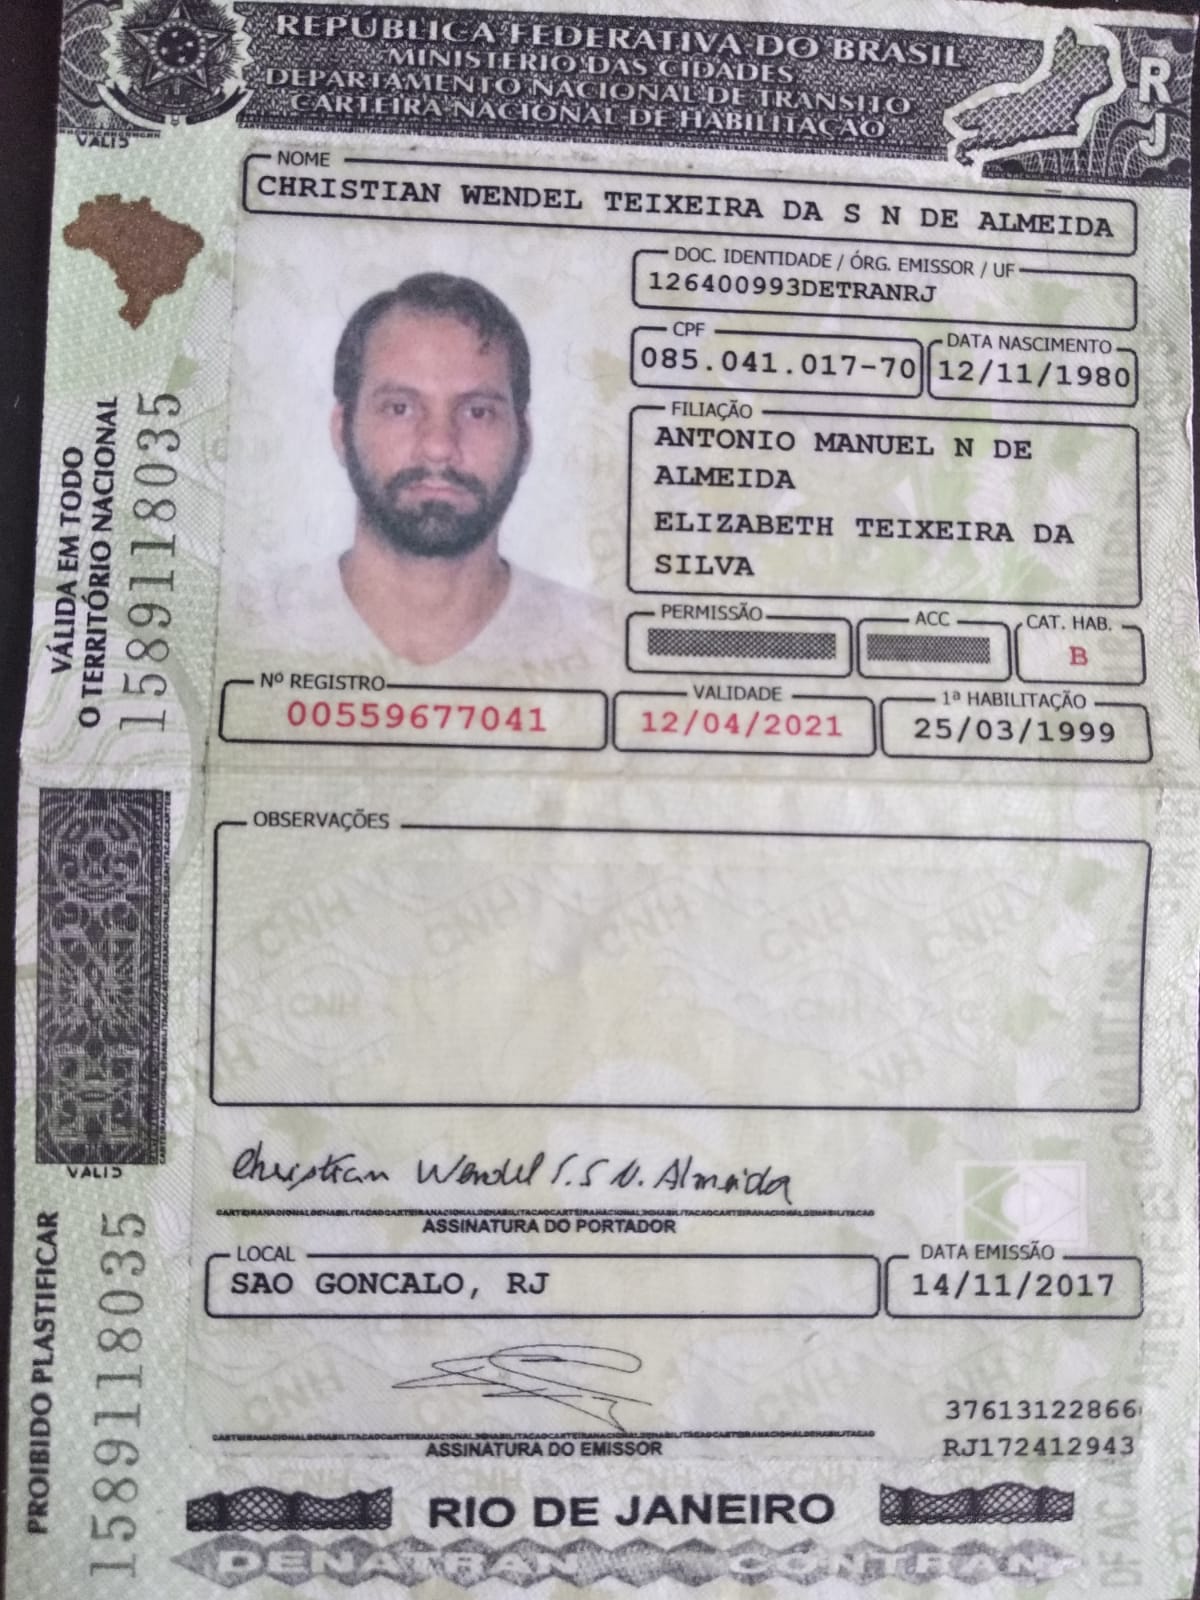 REPÚBLICA FEDERATIVA DO BRASIL
MINISTÉRIO DAS CIDADES
DEPARTAMENTO NACIONAL DE TRÂNSITO
CARTEIRA NACIONAL DE HABILITAÇÃO
RJ
VALID
NOME
CHRISTIAN WENDEL TEIXEIRA DA S N DE ALMEIDA
DOC. IDENTIDADE / ÓRG. EMISSOR / UF
126400993DETRANRJ
CPF
085.041.017-70
DATA NASCIMENTO
12/11/1980
FILIAÇÃO
ANTONIO MANUEL N DE
ALMEIDA
ELIZABETH TEIXEIRA DA
SILVA
PERMISSÃO
ACC
CAT. HAB.
B
Nº REGISTRO
00559677041
VALIDADE
12/04/2021
1ª HABILITAÇÃO
25/03/1999
VÁLIDA EM TODO
O TERRITÓRIO NACIONAL
1589118035
OBSERVAÇÕES
VALID
Christian Wendel T. S N. Almeida
ASSINATURA DO PORTADOR
LOCAL
SAO GONCALO, RJ
DATA EMISSÃO
14/11/2017
ASSINATURA DO EMISSOR
37613122866
RJ172412943
PROIBIDO PLASTIFICAR
1589118035
RIO DE JANEIRO
DENATRAN CONTRAN